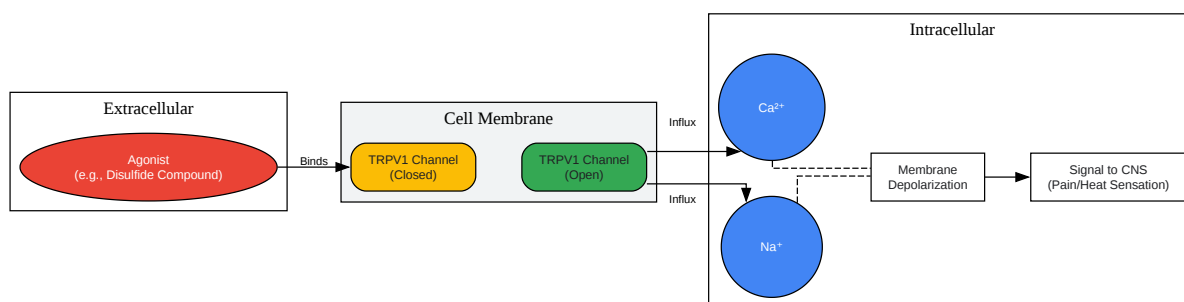 Extracellular
Agonist
(e.g., Disulfide Compound)
Binds
Cell Membrane
TRPV1 Channel
(Closed)
TRPV1 Channel
(Open)
Influx
Influx
Intracellular
Ca²⁺
Na⁺
Membrane
Depolarization
Signal to CNS
(Pain/Heat Sensation)